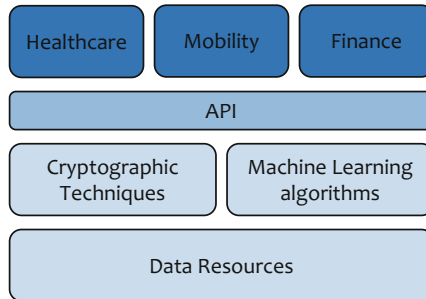 Healthcare
Mobility
Finance
API
Cryptographic
Techniques
Machine Learning
algorithms
Data Resources